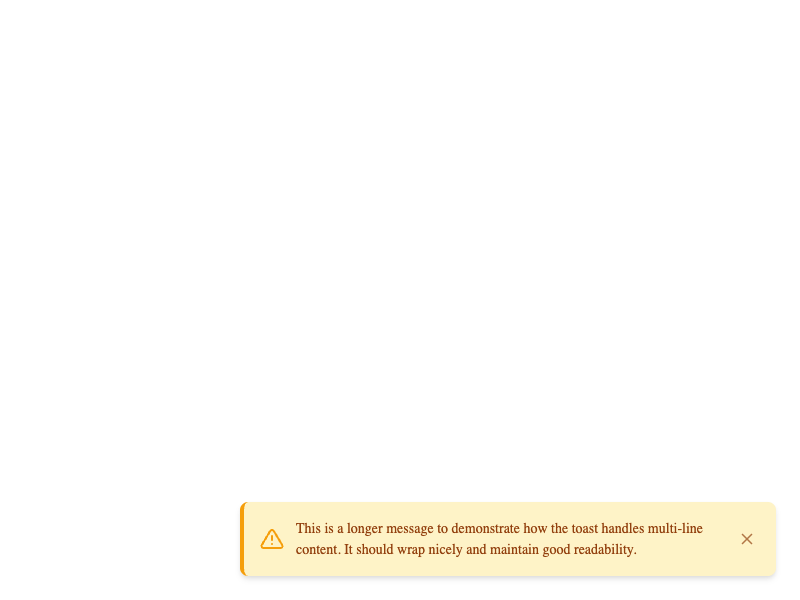 This is a longer message to demonstrate how the toast handles multi-line
content. It should wrap nicely and maintain good readability.